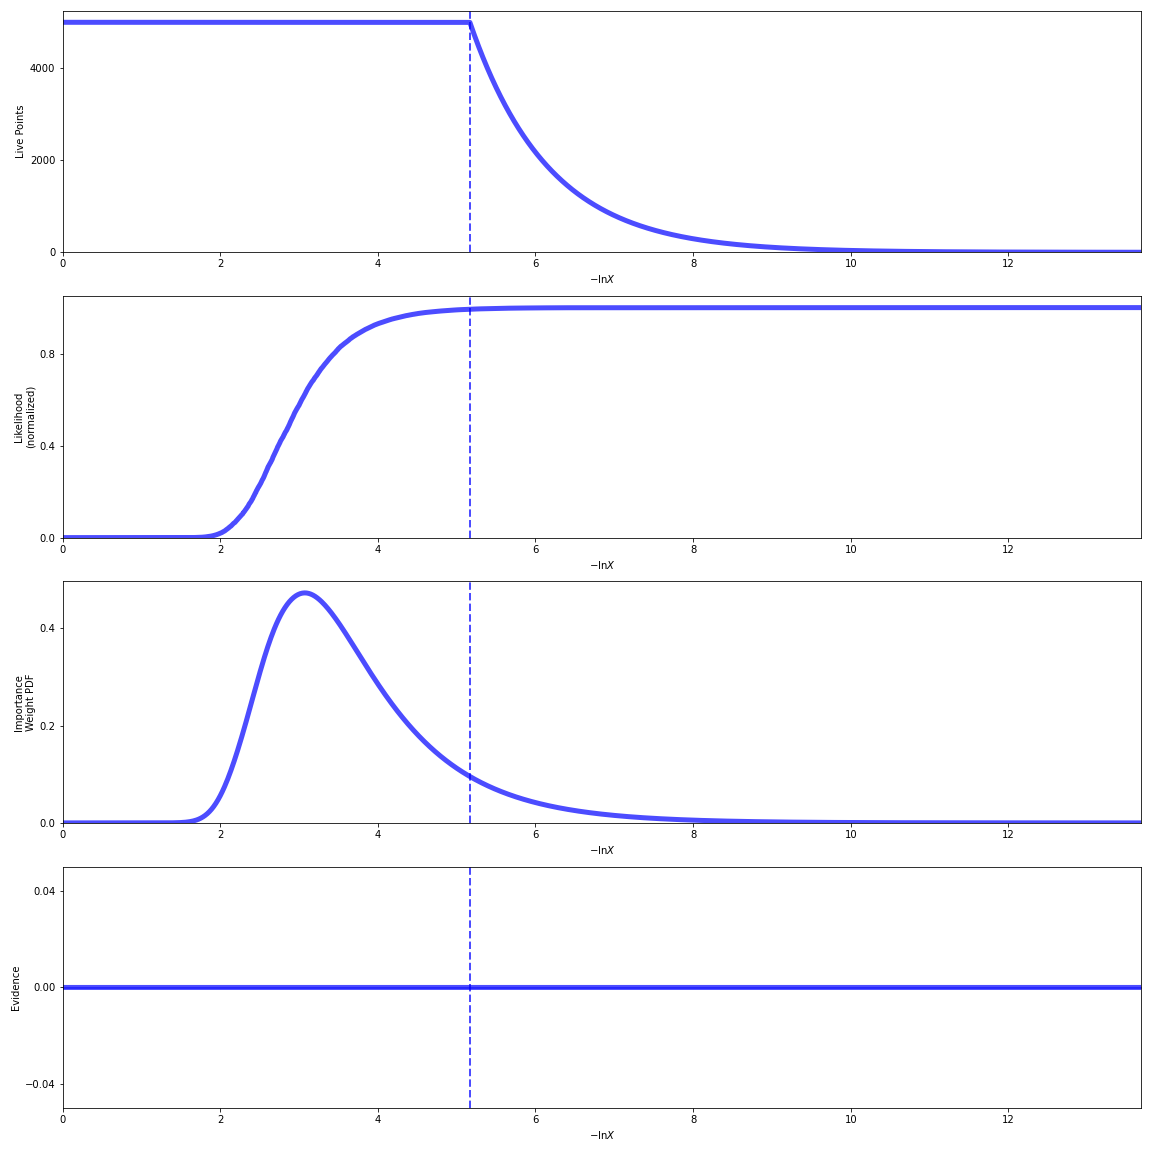 4000
2000
0
Live Points
0 2 4 6 8 10 12
−lnX
0.8
0.4
0.0
Likelihood
(normalized)
0 2 4 6 8 10 12
−lnX
0.4
0.2
0.0
Importance
Weight PDF
0 2 4 6 8 10 12
−lnX
0.04
0.00
−0.04
Evidence
0 2 4 6 8 10 12
−lnX